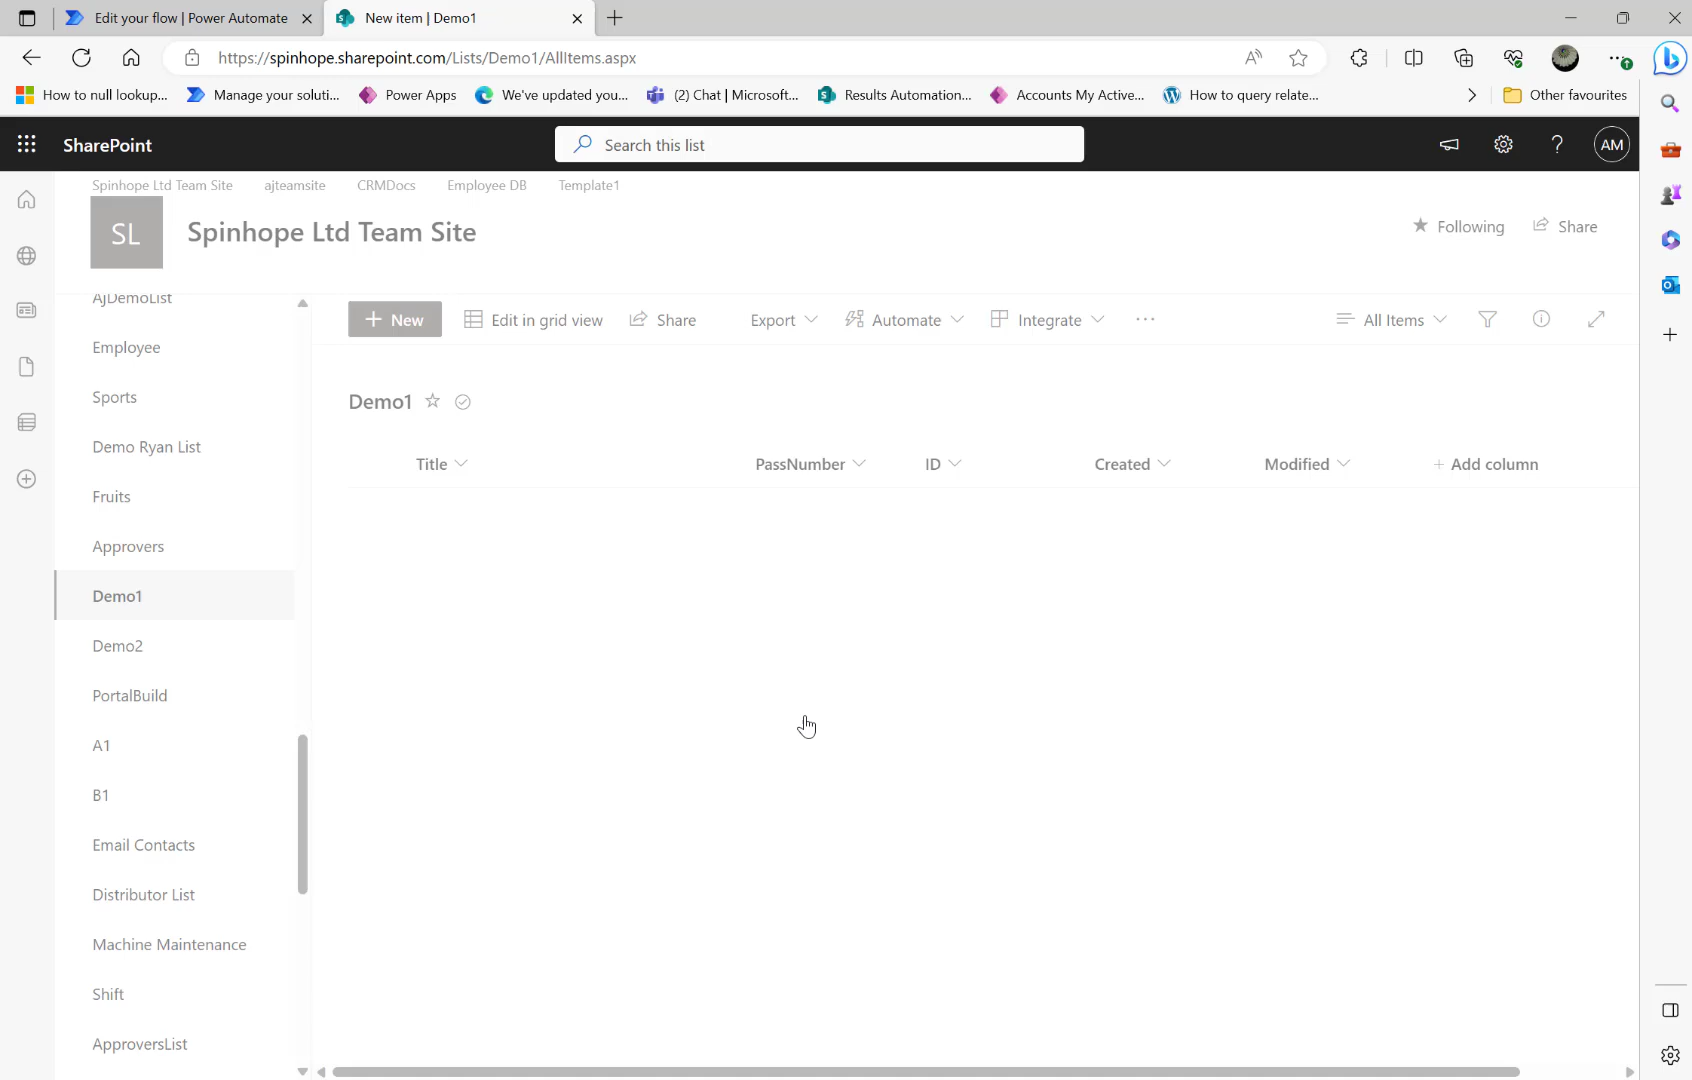 Edit your flow | Power Automate
New item | Demo1
https://spinhope.sharepoint.com/Lists/Demo1/AllItems.aspx
How to null lookup...
Manage your soluti...
Power Apps
We've updated you...
(2) Chat | Microsoft...
Results Automation...
Accounts My Active...
How to query relate...
Other favourites
SharePoint
Search this list
AM
Spinhope Ltd Team Site
ajteamsite
CRMDocs
Employee DB
Template1
SL
Spinhope Ltd Team Site
Following
Share
AjDemoList
Employee
Sports
Demo Ryan List
Fruits
Approvers
Demo1
Demo2
PortalBuild
A1
B1
Email Contacts
Distributor List
Machine Maintenance
Shift
ApproversList
New
Edit in grid view
Share
Export
Automate
Integrate
All Items
Demo1
Title
PassNumber
ID
Created
Modified
Add column